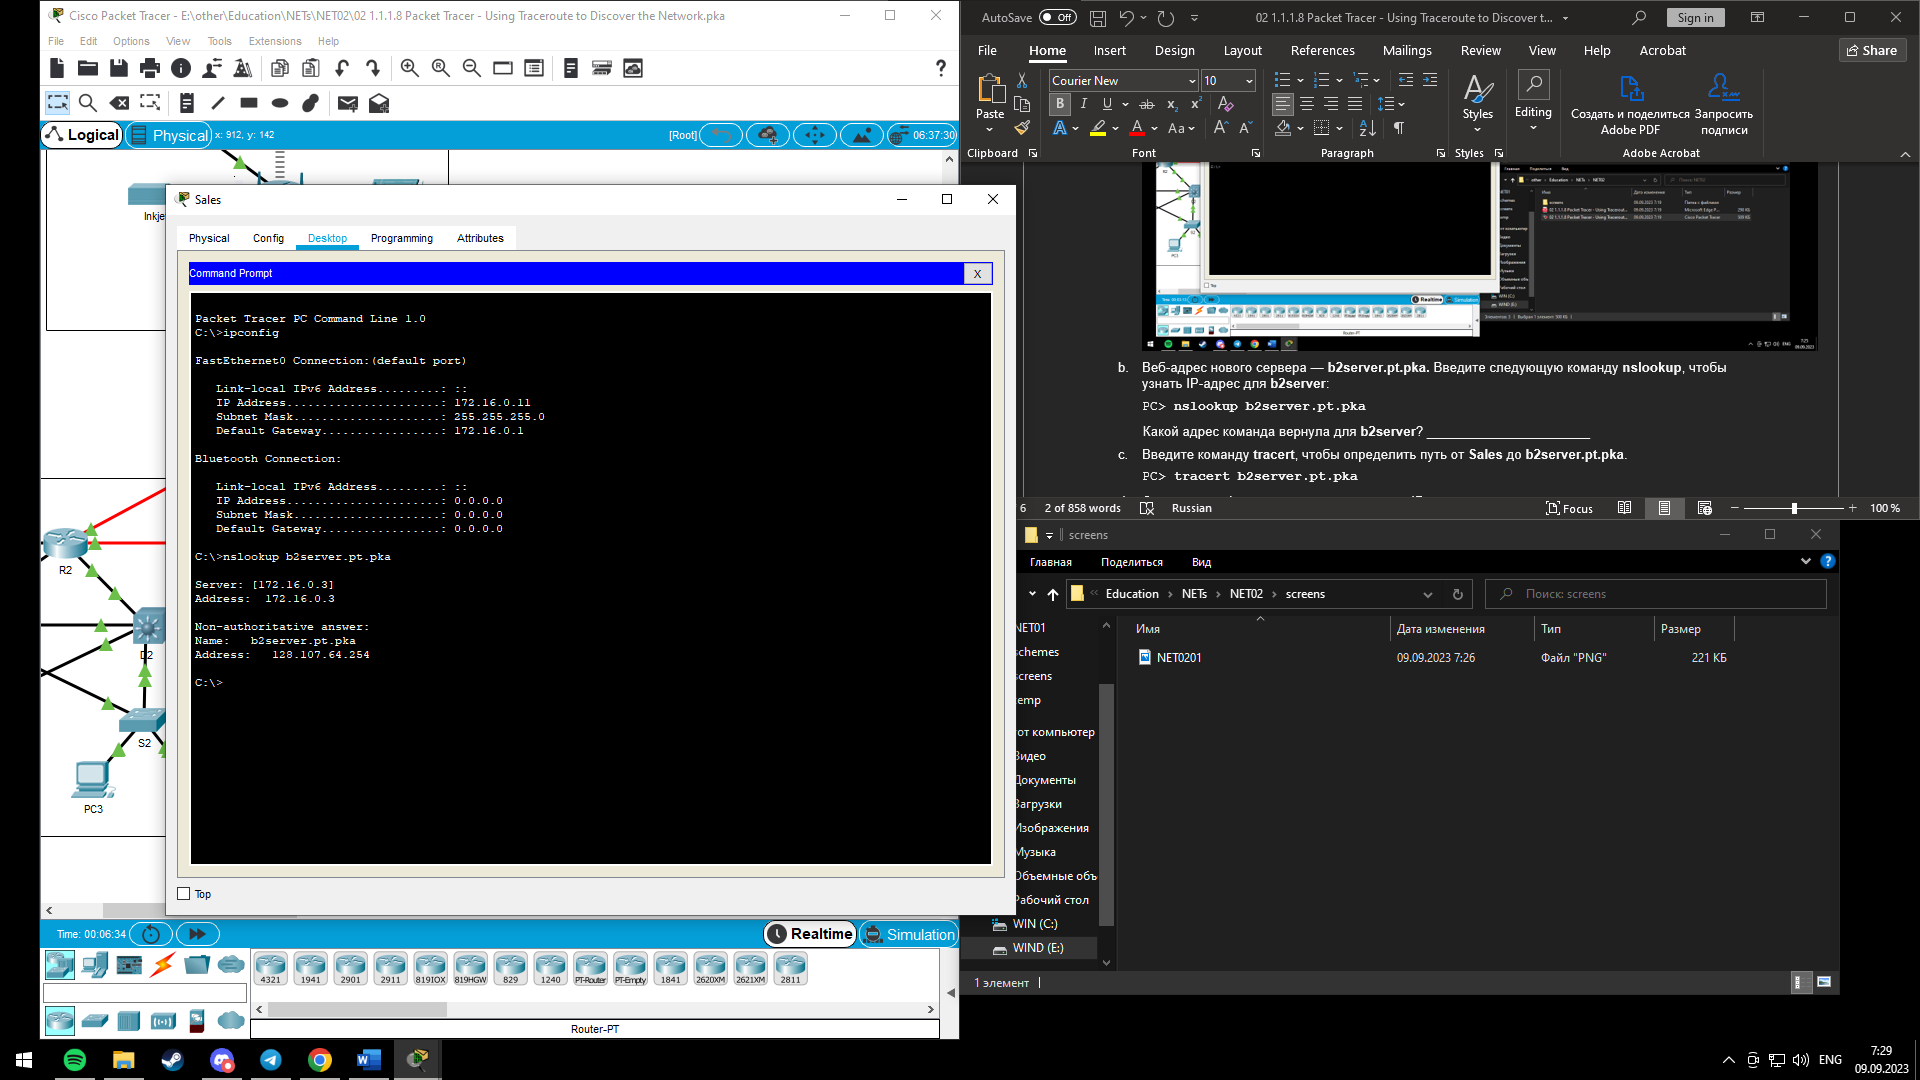 Cisco Packet Tracer - E:\other\Education\NETs\NET02\02 1.1.1.8 Packet Tracer - Using Traceroute to Discover the Network.pka
File Edit Options View Tools Extensions Help
Logical Physical x: 912, y: 142 [Root] 06:37:30
Inkje
R2
D2
S2
PC3
Sales
Physical Config Desktop Programming Attributes
Command Prompt X
Packet Tracer PC Command Line 1.0
C:\>ipconfig
FastEthernet0 Connection:(default port)
Link-local IPv6 Address.........: ::
IP Address......................: 172.16.0.11
Subnet Mask.....................: 255.255.255.0
Default Gateway.................: 172.16.0.1
Bluetooth Connection:
Link-local IPv6 Address.........: ::
IP Address......................: 0.0.0.0
Subnet Mask.....................: 0.0.0.0
Default Gateway.................: 0.0.0.0
C:\>nslookup b2server.pt.pka
Server: [172.16.0.3]
Address: 172.16.0.3
Non-authoritative answer:
Name: b2server.pt.pka
Address: 128.107.64.254
C:\>
Top
Time: 00:06:34 Realtime Simulation
4321 1941 2901 2911 819IOX 819HGW 829 1240 PT-Router PT-Empty 1841 2620XM 2621XM 2811
Router-PT
AutoSave Off 02 1.1.1.8 Packet Tracer - Using Traceroute to Discover t... Sign in
File Home Insert Design Layout References Mailings Review View Help Acrobat Share
Paste Courier New 10 Styles Editing Создать и поделиться Adobe PDF Запросить подписи
Clipboard Font Paragraph Styles Adobe Acrobat
b. Веб-адрес нового сервера — b2server.pt.pka. Введите следующую команду nslookup, чтобы
узнать IP-адрес для b2server:
PC> nslookup b2server.pt.pka
Какой адрес команда вернула для b2server? ______________________
c. Введите команду tracert, чтобы определить путь от Sales до b2server.pt.pka.
PC> tracert b2server.pt.pka
6 2 of 858 words Russian Focus 100 %
screens
Главная Поделиться Вид
Education NETs NET02 screens Поиск: screens
Имя Дата изменения Тип Размер
NET0201 09.09.2023 7:26 Файл "PNG" 221 КБ
NET01
schemes
screens
temp
от компьютер
Видео
Документы
Загрузки
Изображения
Музыка
Объемные объ
Рабочий стол
WIN (C:)
WIND (E:)
1 элемент
ENG 7:29
09.09.2023